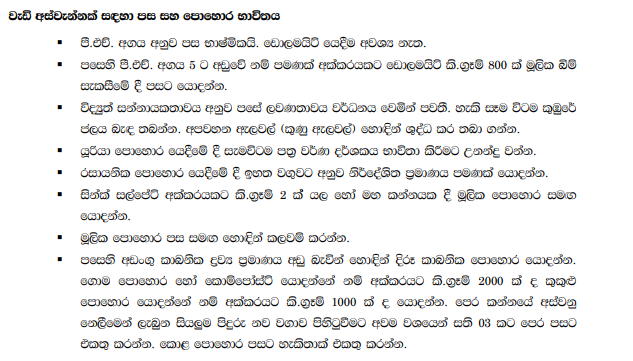 වැඩි අස්වැන්නක් සඳහා පස සහ පොහොර භාවිතය
▪ පී.එච්. අගය අනුව පස භාෂ්මිකයි. ඩොලමයිට් යෙදීම අවශ්‍ය නැත.
▪ පසෙහි පී.එච්. අගය 5 ට අඩුවේ නම් පමණක් අක්කරයකට ඩොලමයිට් කි.ග්‍රෑම් 800 ක් මූලික බිම්
සැකසීමේ දී පසට යොදන්න.
▪ විද්‍යුත් සන්නායකතාවය අනුව පසේ ලවණතාවය වර්ධනය වෙමින් පවතී. හැකි සෑම විටම කුඹුරේ
ජලය බැඳ තබන්න. අපවහන ඇලවල් (කුණු ඇලවල්) හොඳින් ශුද්ධ කර තබා ගන්න.
▪ යූරියා පොහොර යෙදීමේ දී සැමවිටම පත්‍ර වර්ණ දර්ශකය භාවිතා කිරීමට උනන්දු වන්න.
▪ රසායනික පොහොර යෙදීමේ දී ඉහත වගුවට අනුව නිර්දේශිත ප්‍රමාණය පමණක් යොදන්න.
▪ සින්ක් සල්පේට් අක්කරයකට කි.ග්‍රෑම් 2 ක් යල හෝ මහ කන්නයක දී මූලික පොහොර සමඟ
යොදන්න.
▪ මූලික පොහොර පස සමඟ හොඳින් කලවම් කරන්න.
▪ පසෙහි අඩංගු කාබනික ද්‍රව්‍ය ප්‍රමාණය අඩු බැවින් හොඳින් දිරූ කාබනික පොහොර යොදන්න.
ගොම පොහොර හෝ කොම්පෝස්ට් යොදන්නේ නම් අක්කරයට කි.ග්‍රෑම් 2000 ක් ද කුකුළු
පොහොර යොදන්නේ නම් අක්කරයට කි.ග්‍රෑම් 1000 ක් ද යොදන්න. පෙර කන්නයේ අස්වනු
නෙලීමෙන් ලැබුන සියලුම පිදුරු නව වගාව පිහිටුවීමට අවම වශයෙන් සති 03 කට පෙර පසට
එකතු කරන්න. කොළ පොහොර පසට හැකිතාක් එකතු කරන්න.